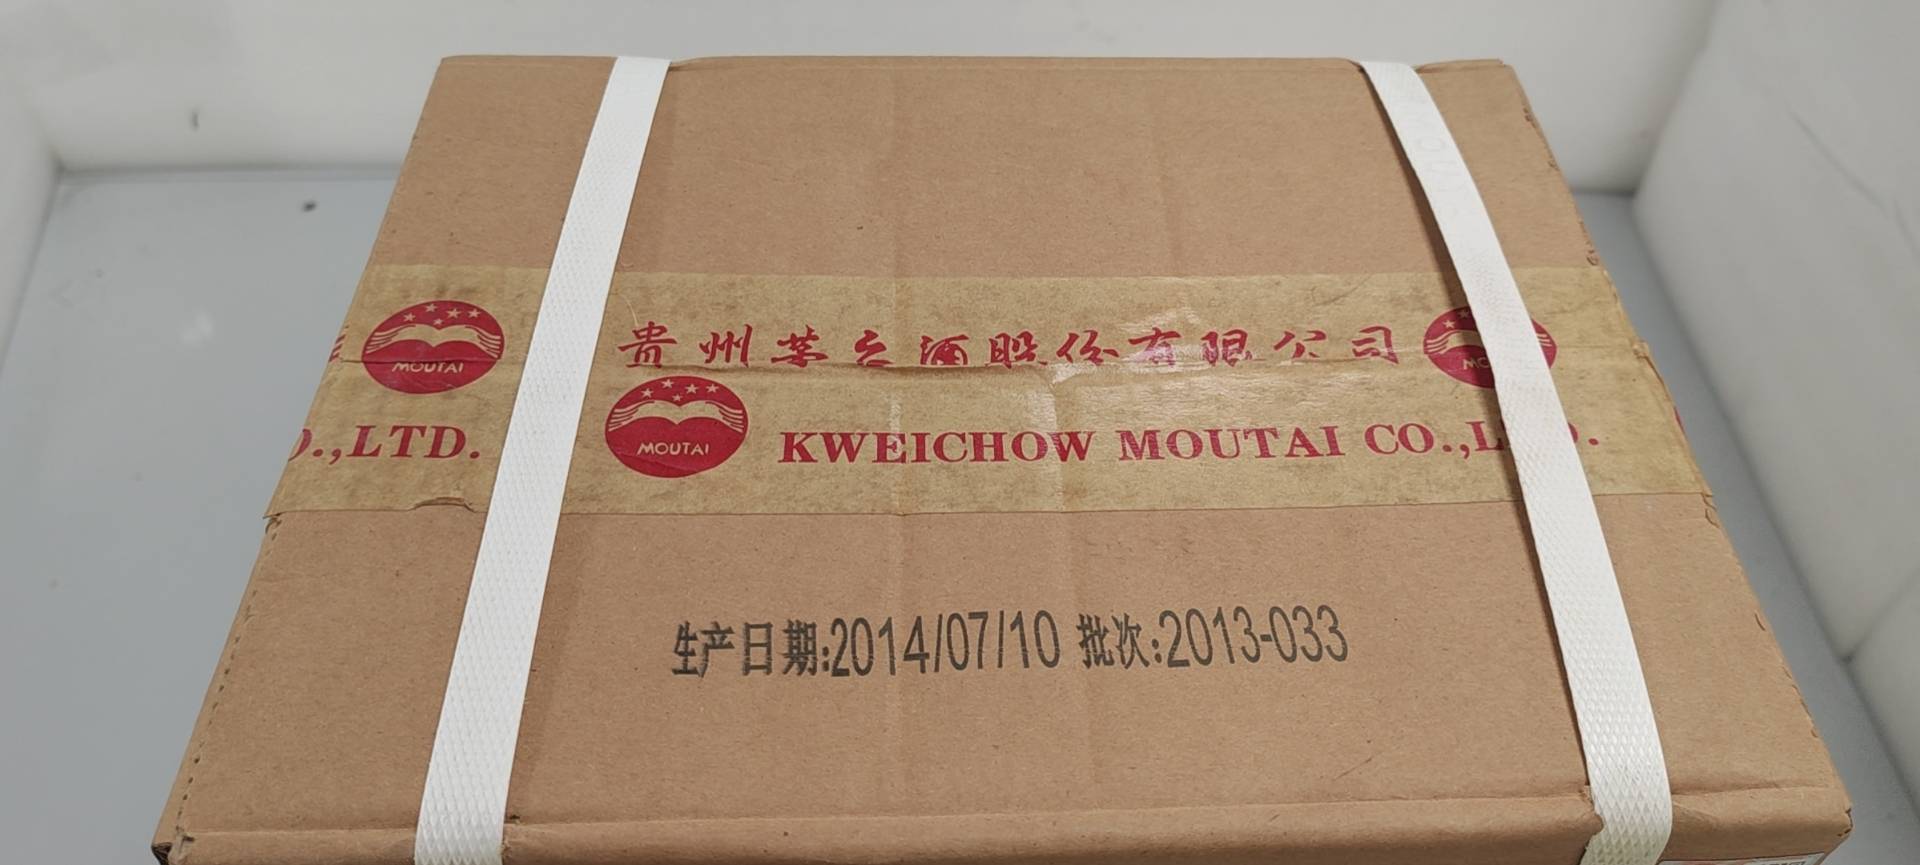 MOUTAI
贵州茅台酒股份有限公司
MO
MOUTAI
.,LTD.
KWEICHOW MOUTAI CO.,L
生产日期:2014/07/10 批次:2013-033